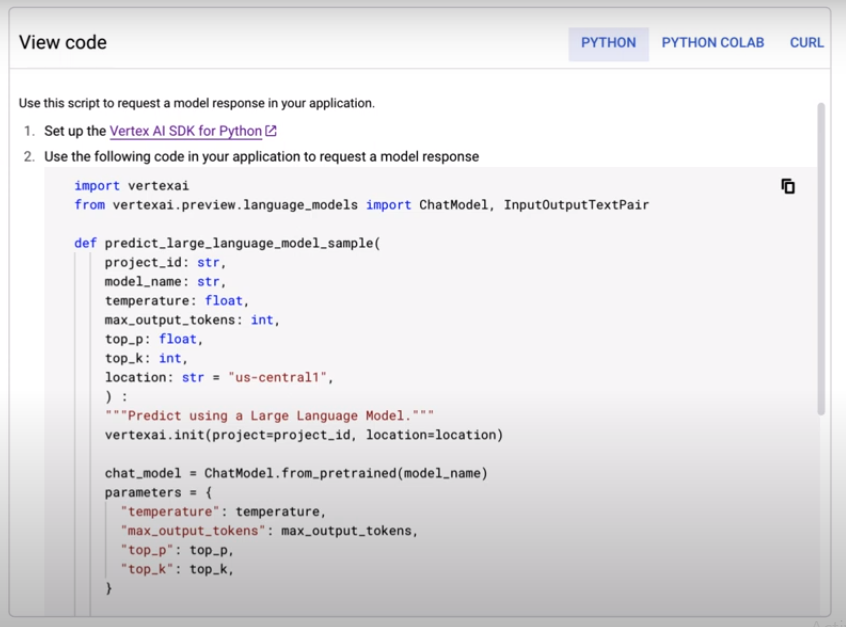 View code
PYTHON
PYTHON COLAB
CURL
Use this script to request a model response in your application.
1. Set up the Vertex AI SDK for Python
2. Use the following code in your application to request a model response
import vertexai
from vertexai.preview.language_models import ChatModel, InputOutputTextPair
def predict_large_language_model_sample(
project_id: str,
model_name: str,
temperature: float,
max_output_tokens: int,
top_p: float,
top_k: int,
location: str = "us-central1",
) :
"""Predict using a Large Language Model."""
vertexai.init(project=project_id, location=location)
chat_model = ChatModel.from_pretrained(model_name)
parameters = {
"temperature": temperature,
"max_output_tokens": max_output_tokens,
"top_p": top_p,
"top_k": top_k,
}